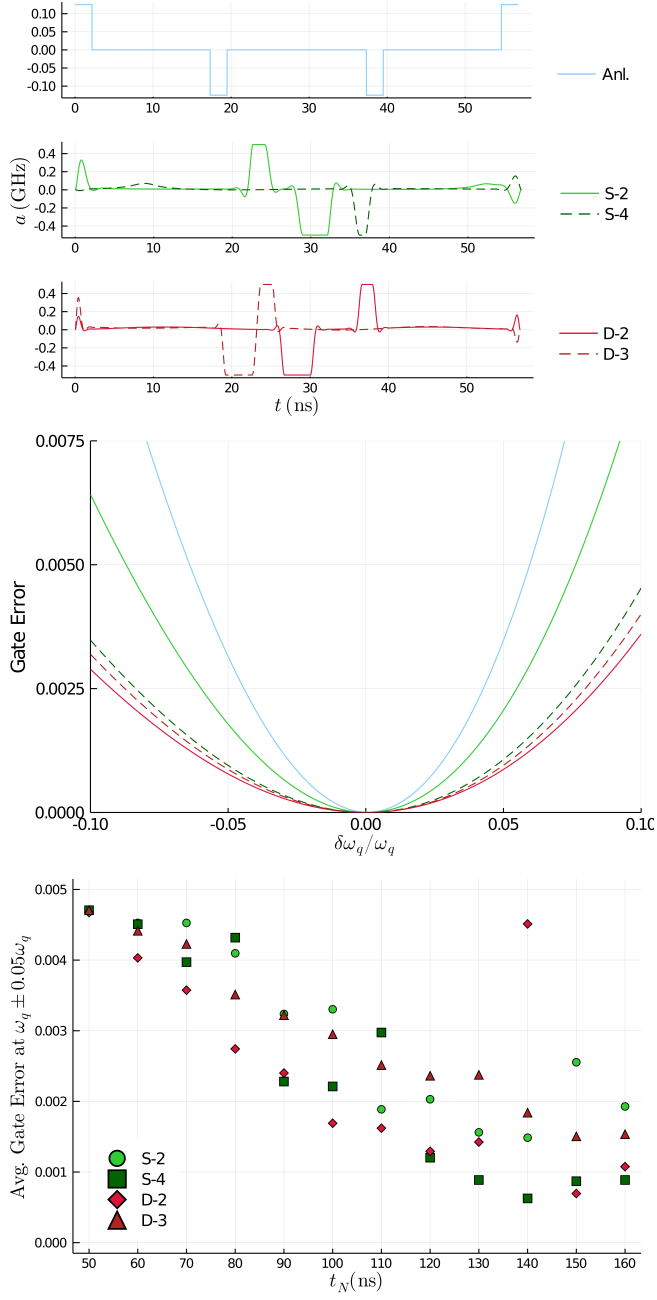 0.10
0.05
0.00
-0.05
-0.10
0 10 20 30 40 50
Anl.
0.4
0.2
0.0
-0.2
-0.4
a (GHz)
0 10 20 30 40 50
S-2
S-4
0.4
0.2
0.0
-0.2
-0.4
0 10 20 30 40 50
t (ns)
D-2
D-3
0.0075
0.0050
0.0025
0.0000
Gate Error
-0.10 -0.05 0.00 0.05 0.10
δω_q/ω_q
0.005
0.004
0.003
0.002
0.001
0.000
Avg. Gate Error at ω_q ± 0.05ω_q
S-2
S-4
D-2
D-3
50 60 70 80 90 100 110 120 130 140 150 160
t_N(ns)